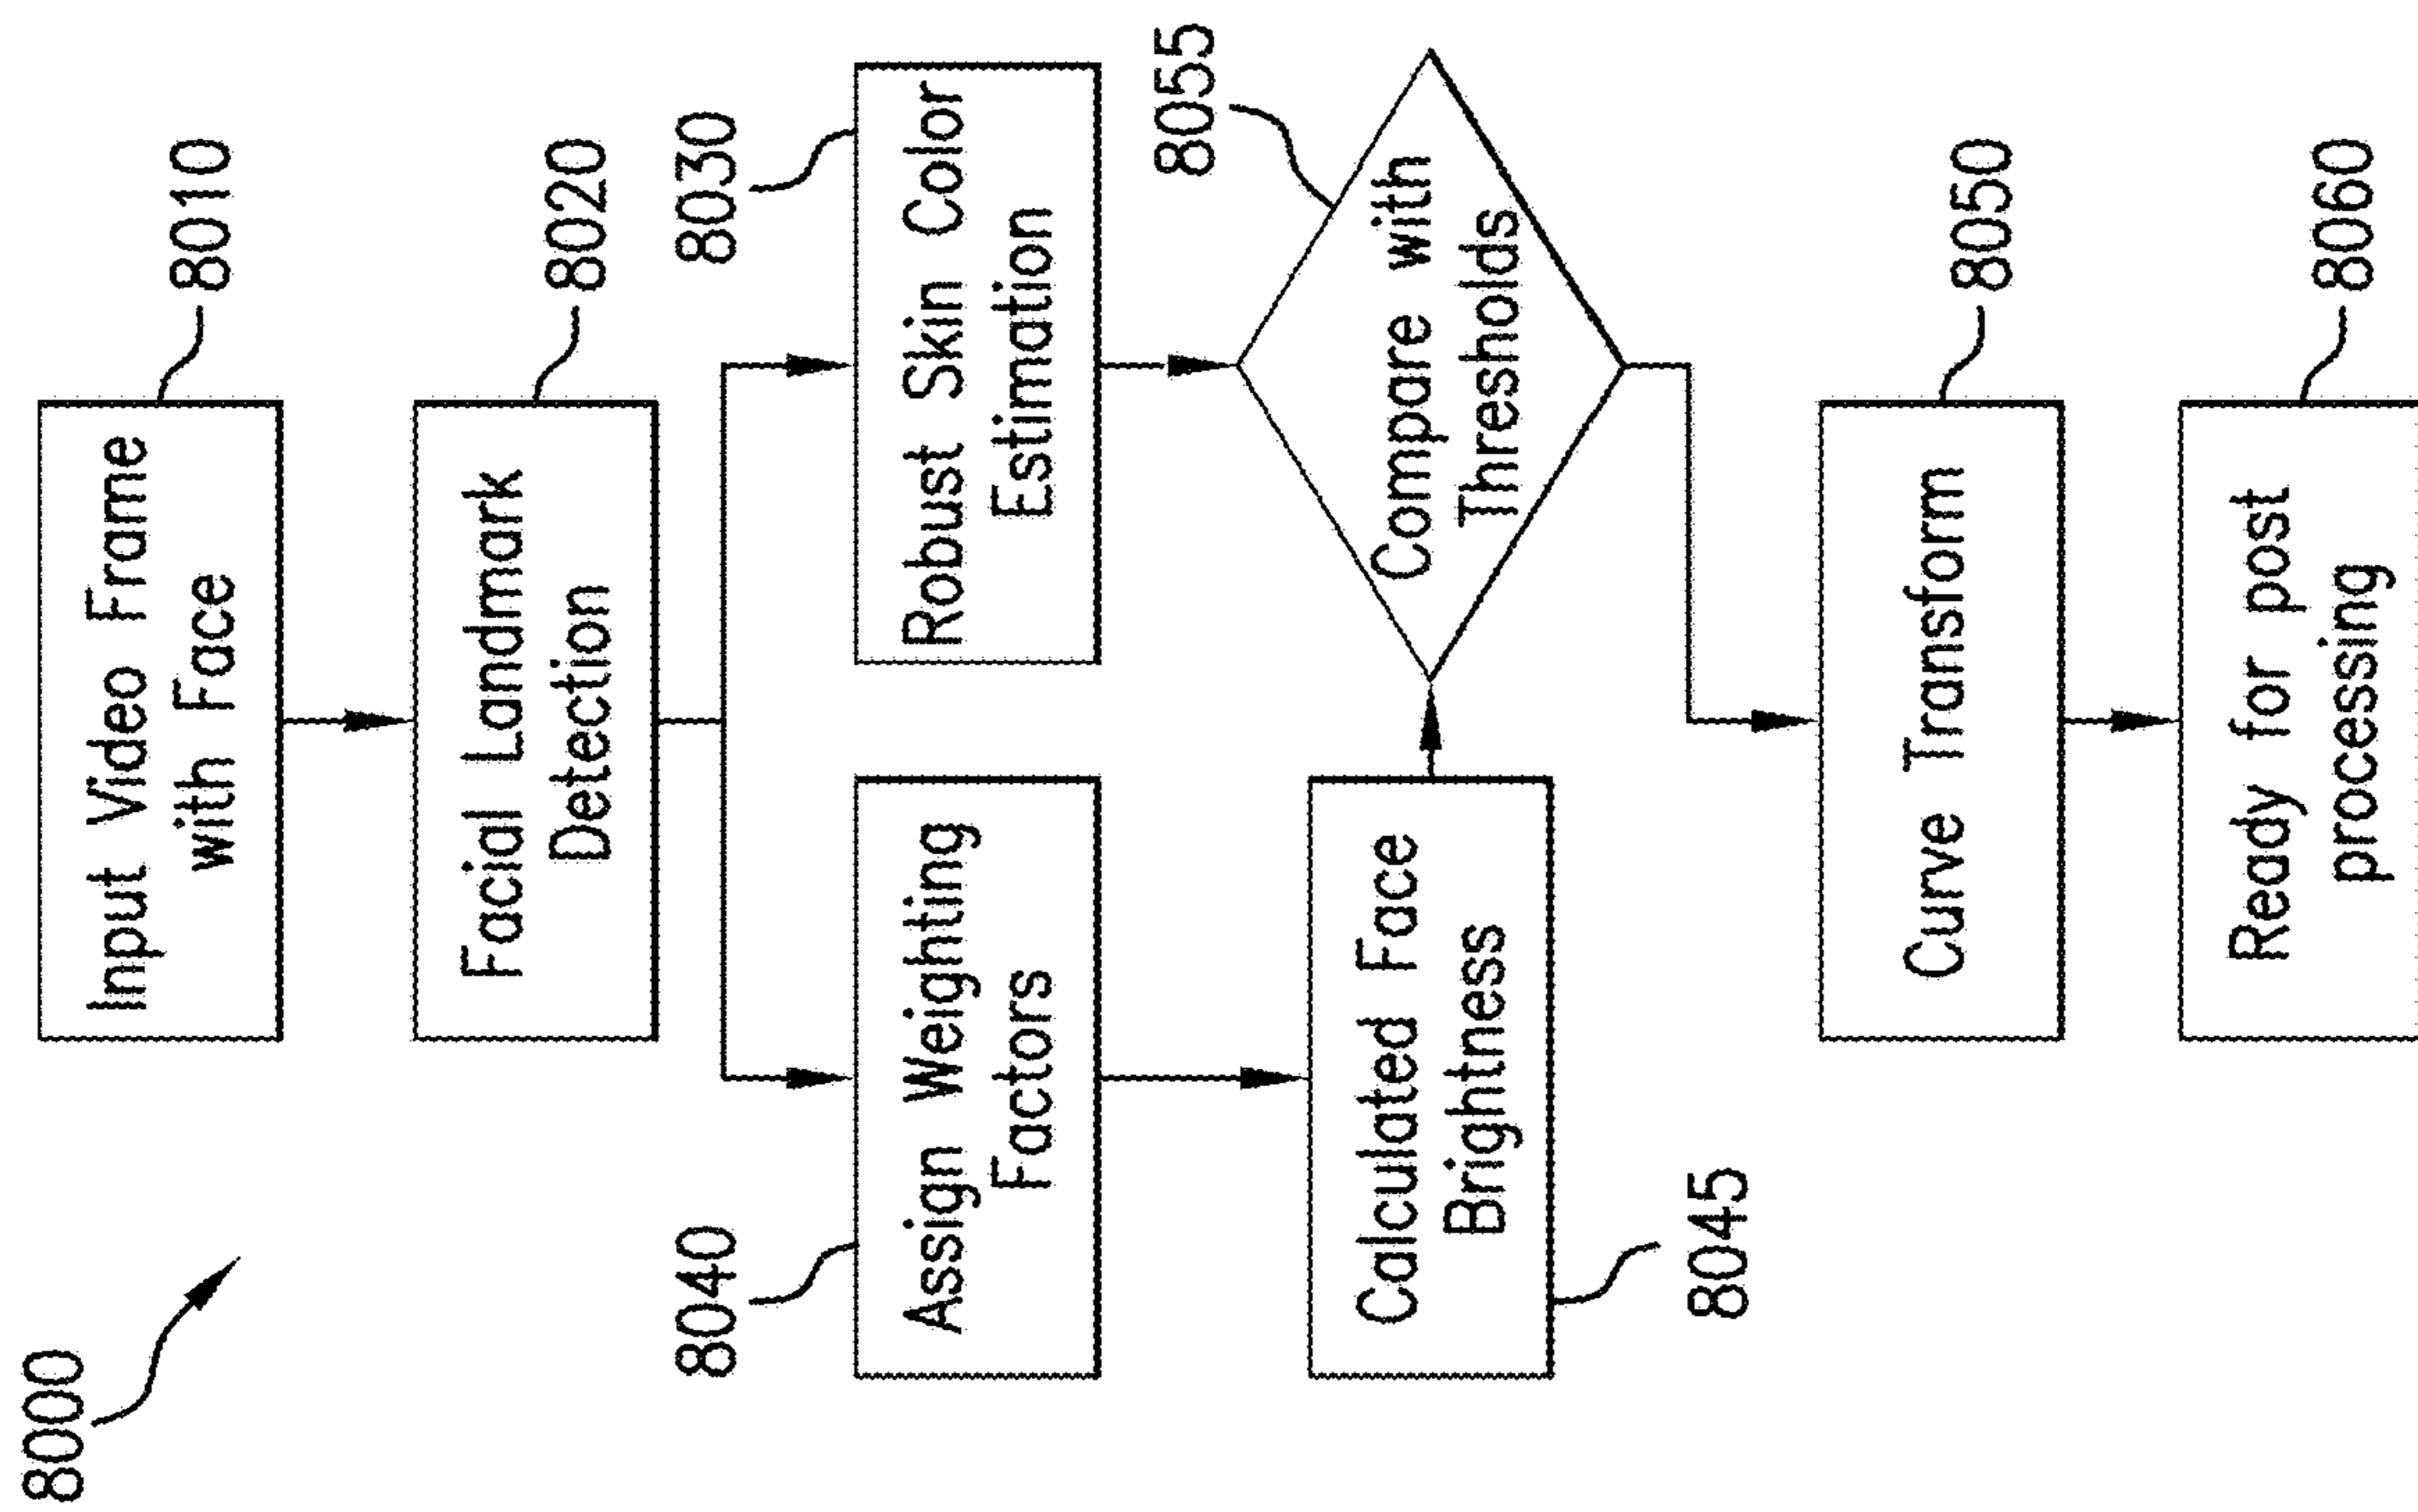 8000
Input Video Frame
with Face
8010
Facial Landmark
Detection
8020
8040
Assign Weighting
Factors
8030
Robust Skin Color
Estimation
Calculated Face
Brightness
8045
8055
Compare with
Thresholds
Curve Transform
8050
Ready for post
processing
8060